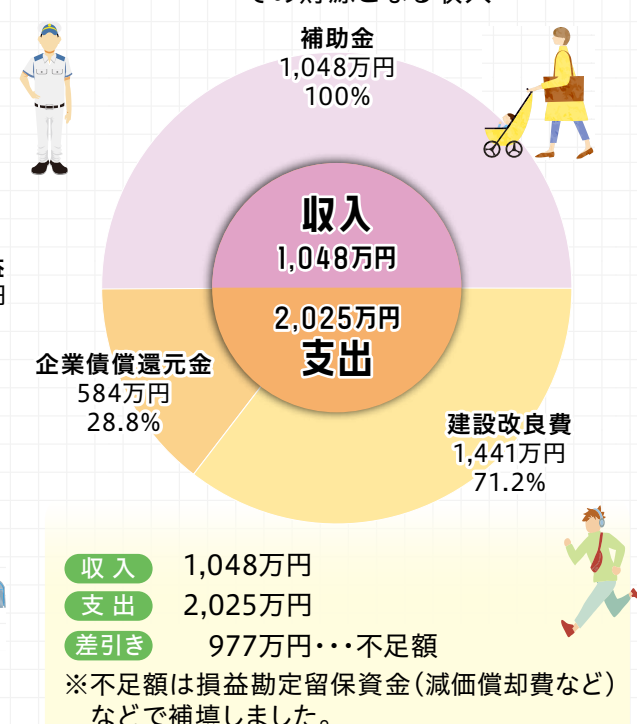 補助金
1,048万円
100%
収入
1,048万円
2,025万円
支出
企業債償還元金
584万円
28.8%
建設改良費
1,441万円
71.2%
収入 1,048万円
支出 2,025万円
差引き 977万円･･･不足額
※不足額は損益勘定留保資金（減価償却費など）
などで補填しました。